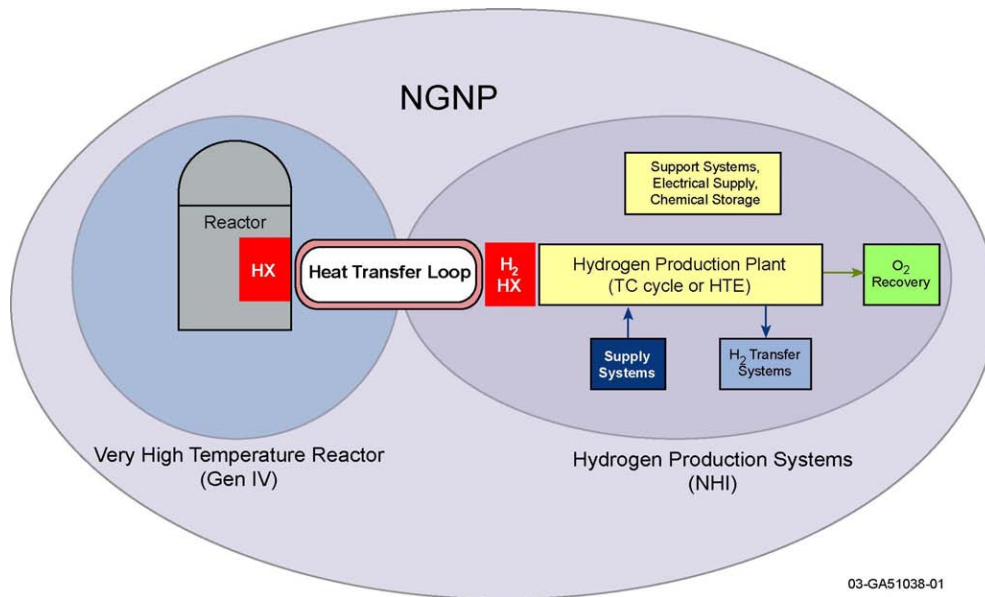 NGNP
Support Systems,
Electrical Supply,
Chemical Storage
Reactor
HX
Heat Transfer Loop
H2
HX
Hydrogen Production Plant
(TC cycle or HTE)
O2
Recovery
Supply
Systems
H2 Transfer
Systems
Very High Temperature Reactor
(Gen IV)
Hydrogen Production Systems
(NHI)
03-GA51038-01